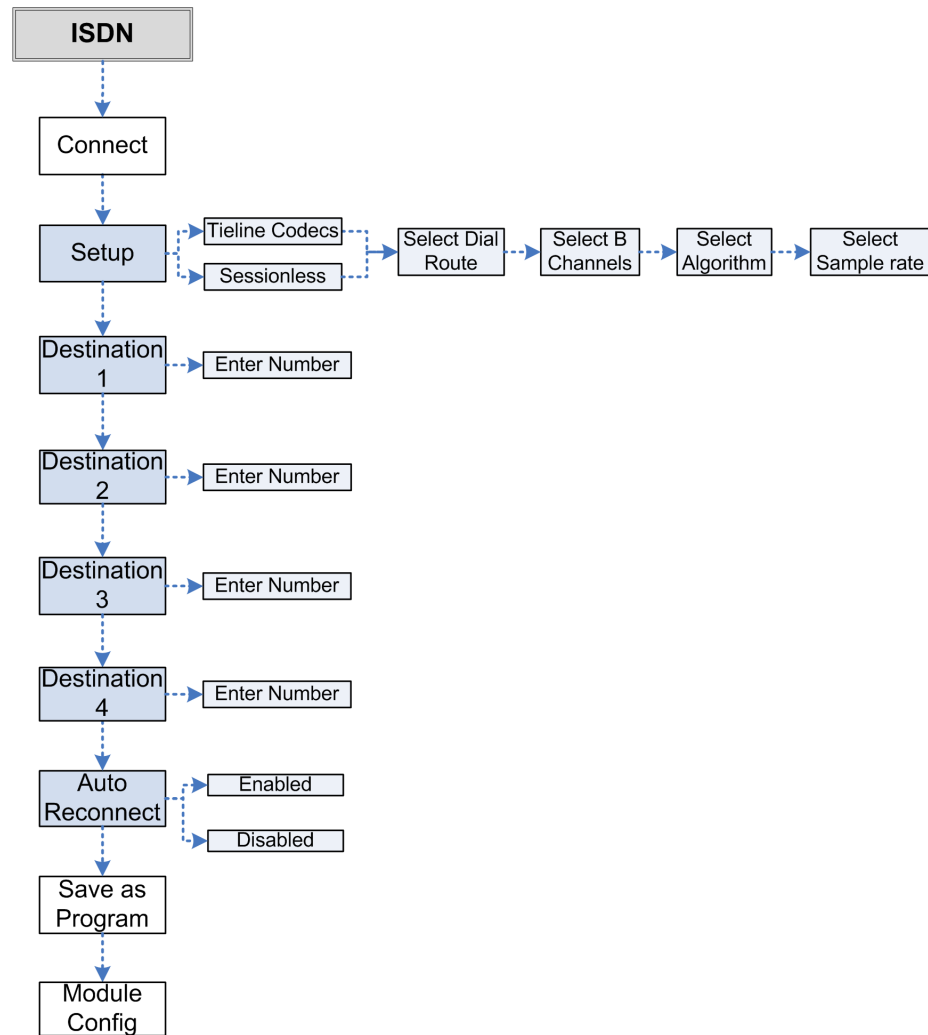 ISDN
Connect
Setup
Tieline Codecs
Sessionless
Select Dial
Route
Select B
Channels
Select
Algorithm
Select
Sample rate
Destination
1
Enter Number
Destination
2
Enter Number
Destination
3
Enter Number
Destination
4
Enter Number
Auto
Reconnect
Enabled
Disabled
Save as
Program
Module
Config